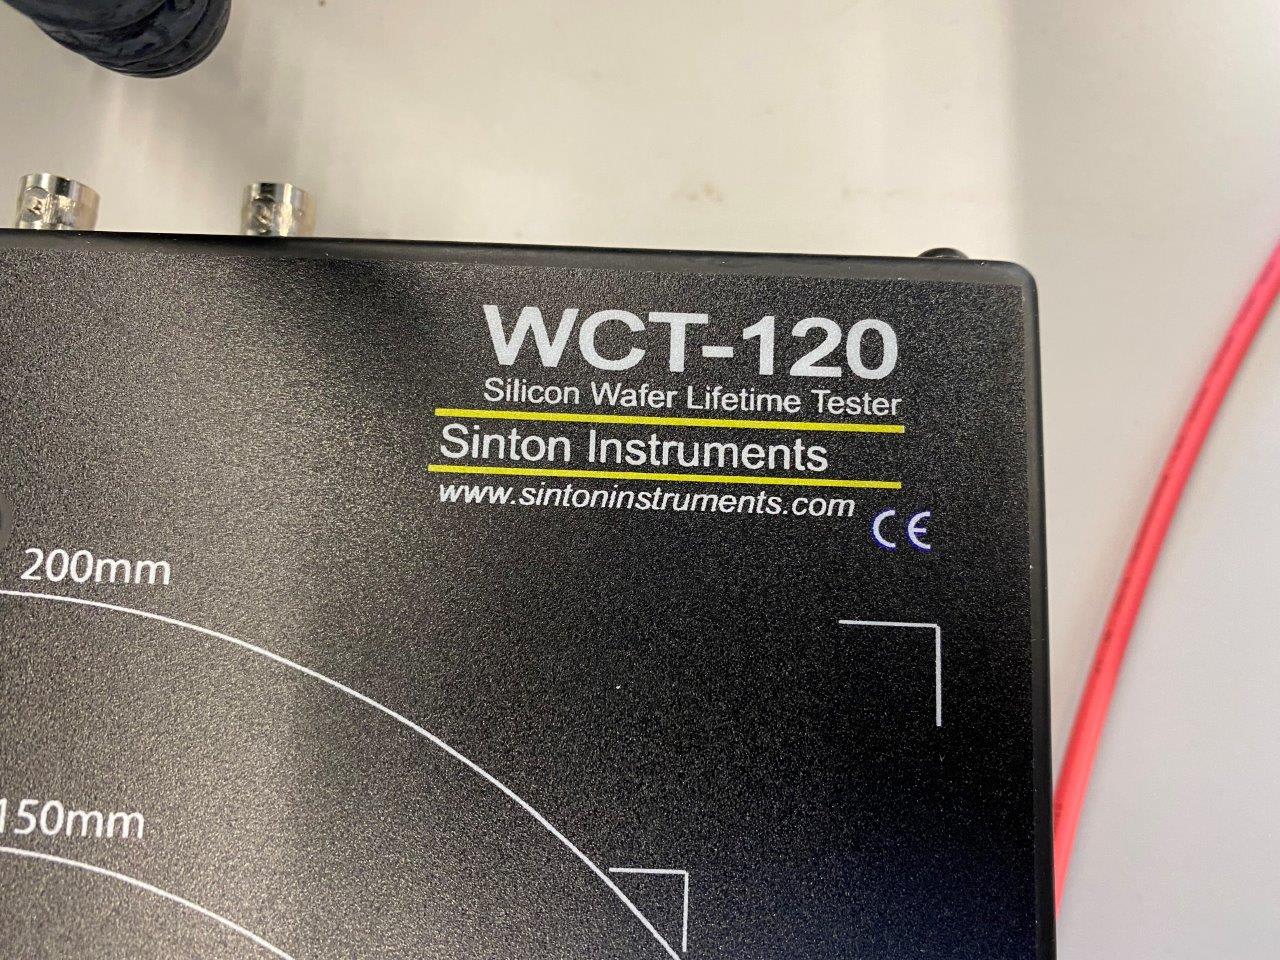 WCT-120
Silicon Wafer Lifetime Tester
Sinton Instruments
www.sintoninstruments.com
CE
200mm
150mm